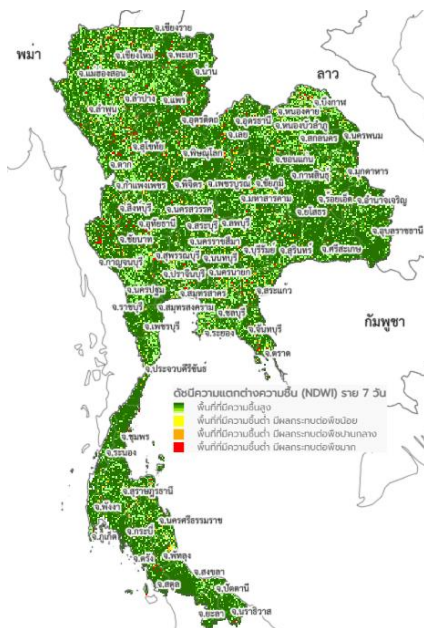 จ.เชียงราย
พม่า
จ.เชียงใหม่
จ.พะเยา
จ.แม่ฮ่องสอน
จ.น่าน
ลาว
จ.ลำปาง
จ.แพร่
จ.บึงกาฬ
จ.ลำพูน
จ.หนองคาย
จ.อุตรดิตถ์
จ.อุดรธานี
จ.หนองบัวลำภู
จ.นครพนม
จ.เลย
จ.สกลนคร
จ.สุโขทัย
จ.พิษณุโลก
จ.ขอนแก่น
จ.ตาก
จ.มุกดาหาร
จ.กาฬสินธุ์
จ.กำแพงเพชร
จ.พิจิตร
จ.เพชรบูรณ์
จ.ชัยภูมิ
จ.มหาสารคาม
จ.ร้อยเอ็ด
จ.อำนาจเจริญ
จ.สิงหบุรี
จ.นครสวรรค์
จ.ยโสธร
จ.อุทัยธานี
จ.สระบุรี
จ.ลพบุรี
จ.อุบลราชธานี
จ.ชัยนาท
จ.นครราชสีมา
จ.บุรีรัมย์
จ.สุรินทร์
จ.ศรีสะเกษ
จ.สุพรรณบุรี
จ.นนทบุรี
จ.กาญจนบุรี
จ.ปราจีนบุรี
จ.นครนายก
จ.นครปฐม
จ.สมุทรสาคร
จ.สระแก้ว
จ.ราชบุรี
จ.สมุทรสงคราม
จ.ชลบุรี
กัมพูชา
จ.เพชรบุรี
จ.ระยอง
จ.จันทบุรี
จ.ตราด
จ.ประจวบคีรีขันธ์
ดัชนีความแตกต่างความชื้น (NDWI) ราย 7 วัน
พื้นที่ที่มีความชื้นสูง
พื้นที่ที่มีความชื้นต่ำ มีผลกระทบต่อพืชน้อย
พื้นที่ที่มีความชื้นต่ำ มีผลกระทบต่อพืชปานกลาง
พื้นที่ที่มีความชื้นต่ำ มีผลกระทบต่อพืชมาก
จ.ชุมพร
จ.ระนอง
จ.สุราษฎร์ธานี
จ.พังงา
จ.นครศรีธรรมราช
จ.ภูเก็ต
จ.กระบี่
จ.ตรัง
จ.พัทลุง
จ.สงขลา
จ.สตูล
จ.ปัตตานี
จ.ยะลา
จ.นราธิวาส